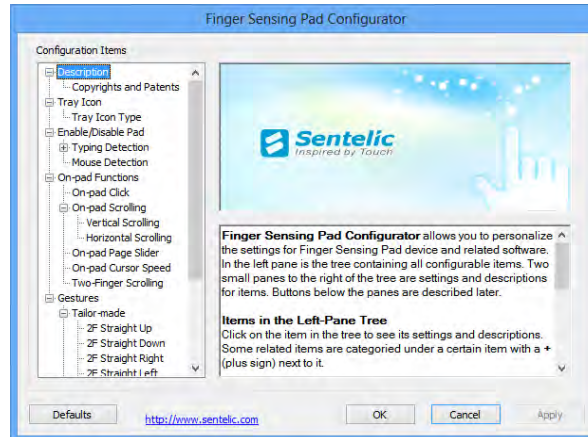 Finger Sensing Pad Configurator
Configuration Items
Description
Copyrights and Patents
Tray Icon
Tray Icon Type
Enable/Disable Pad
Typing Detection
Mouse Detection
On-pad Functions
On-pad Click
On-pad Scrolling
Vertical Scrolling
Horizontal Scrolling
On-pad Page Slider
On-pad Cursor Speed
Two-Finger Scrolling
Gestures
Tailor-made
2F Straight Up
2F Straight Down
2F Straight Right
2F Straight Left
Sentelic
Inspired by Touch
Finger Sensing Pad Configurator allows you to personalize
the settings for Finger Sensing Pad device and related software.
In the left pane is the tree containing all configurable items. Two
small panes to the right of the tree are settings and descriptions
for items. Buttons below the panes are described later.
Items in the Left-Pane Tree
Click on the item in the tree to see its settings and descriptions.
Some related items are categoried under a certain item with a +
(plus sign) next to it.
Defaults
http://www.sentelic.com
OK
Cancel
Apply